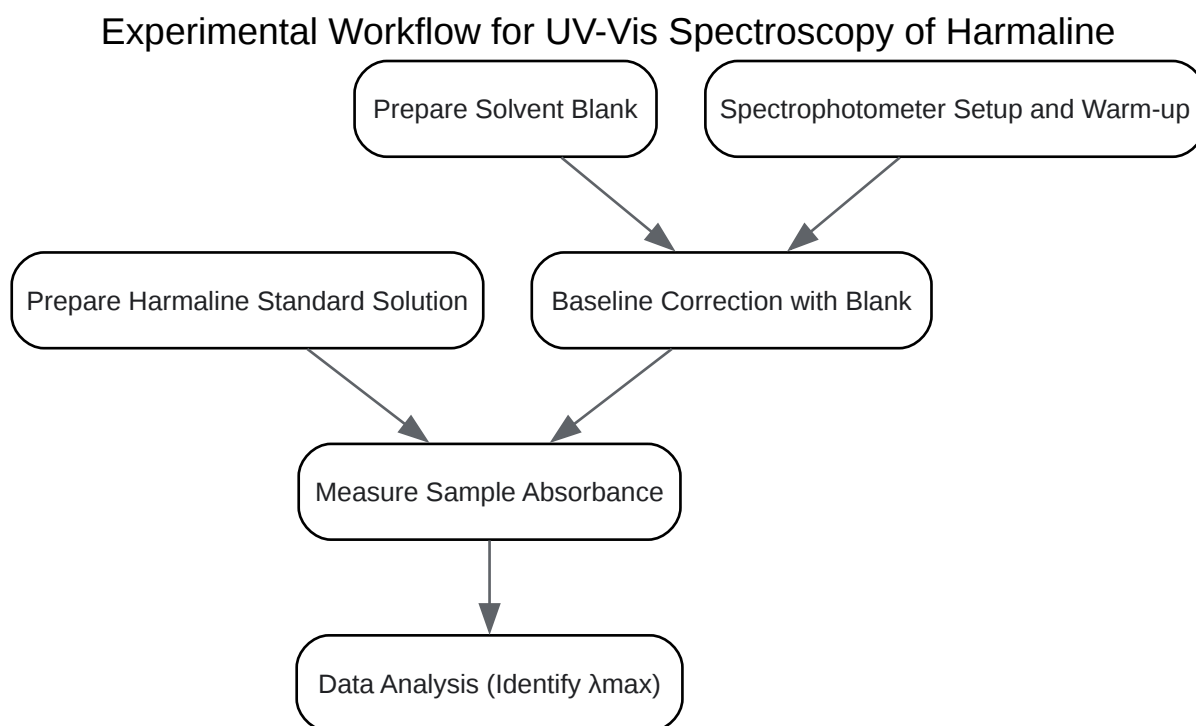 Experimental Workflow for UV-Vis Spectroscopy of Harmaline
Prepare Solvent Blank
Spectrophotometer Setup and Warm-up
Prepare Harmaline Standard Solution
Baseline Correction with Blank
Measure Sample Absorbance
Data Analysis (Identify λmax)